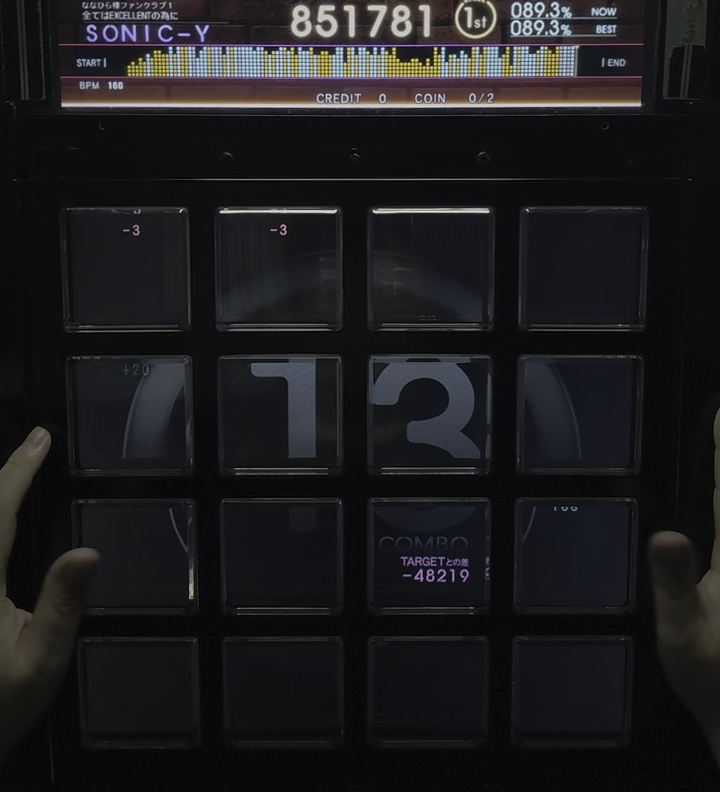 ななひら様ファンクラブ1
全てはEXCELLENTの為に
SONIC-Y
851781
1st
089.3% NOW
089.3% BEST
START
END
BPM 160
CREDIT 0 COIN 0/2
-3
-3
+20
13
COMBO
TARGETとの差
-48219